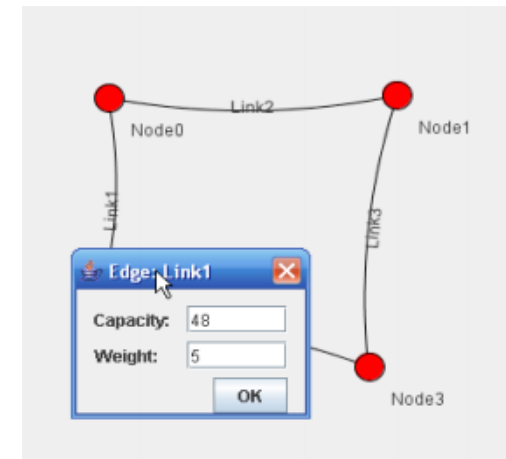 Link2
Node0
Node1
Link1
Link3
Edge: Link1
Capacity: 48
Weight: 5
OK
Node3